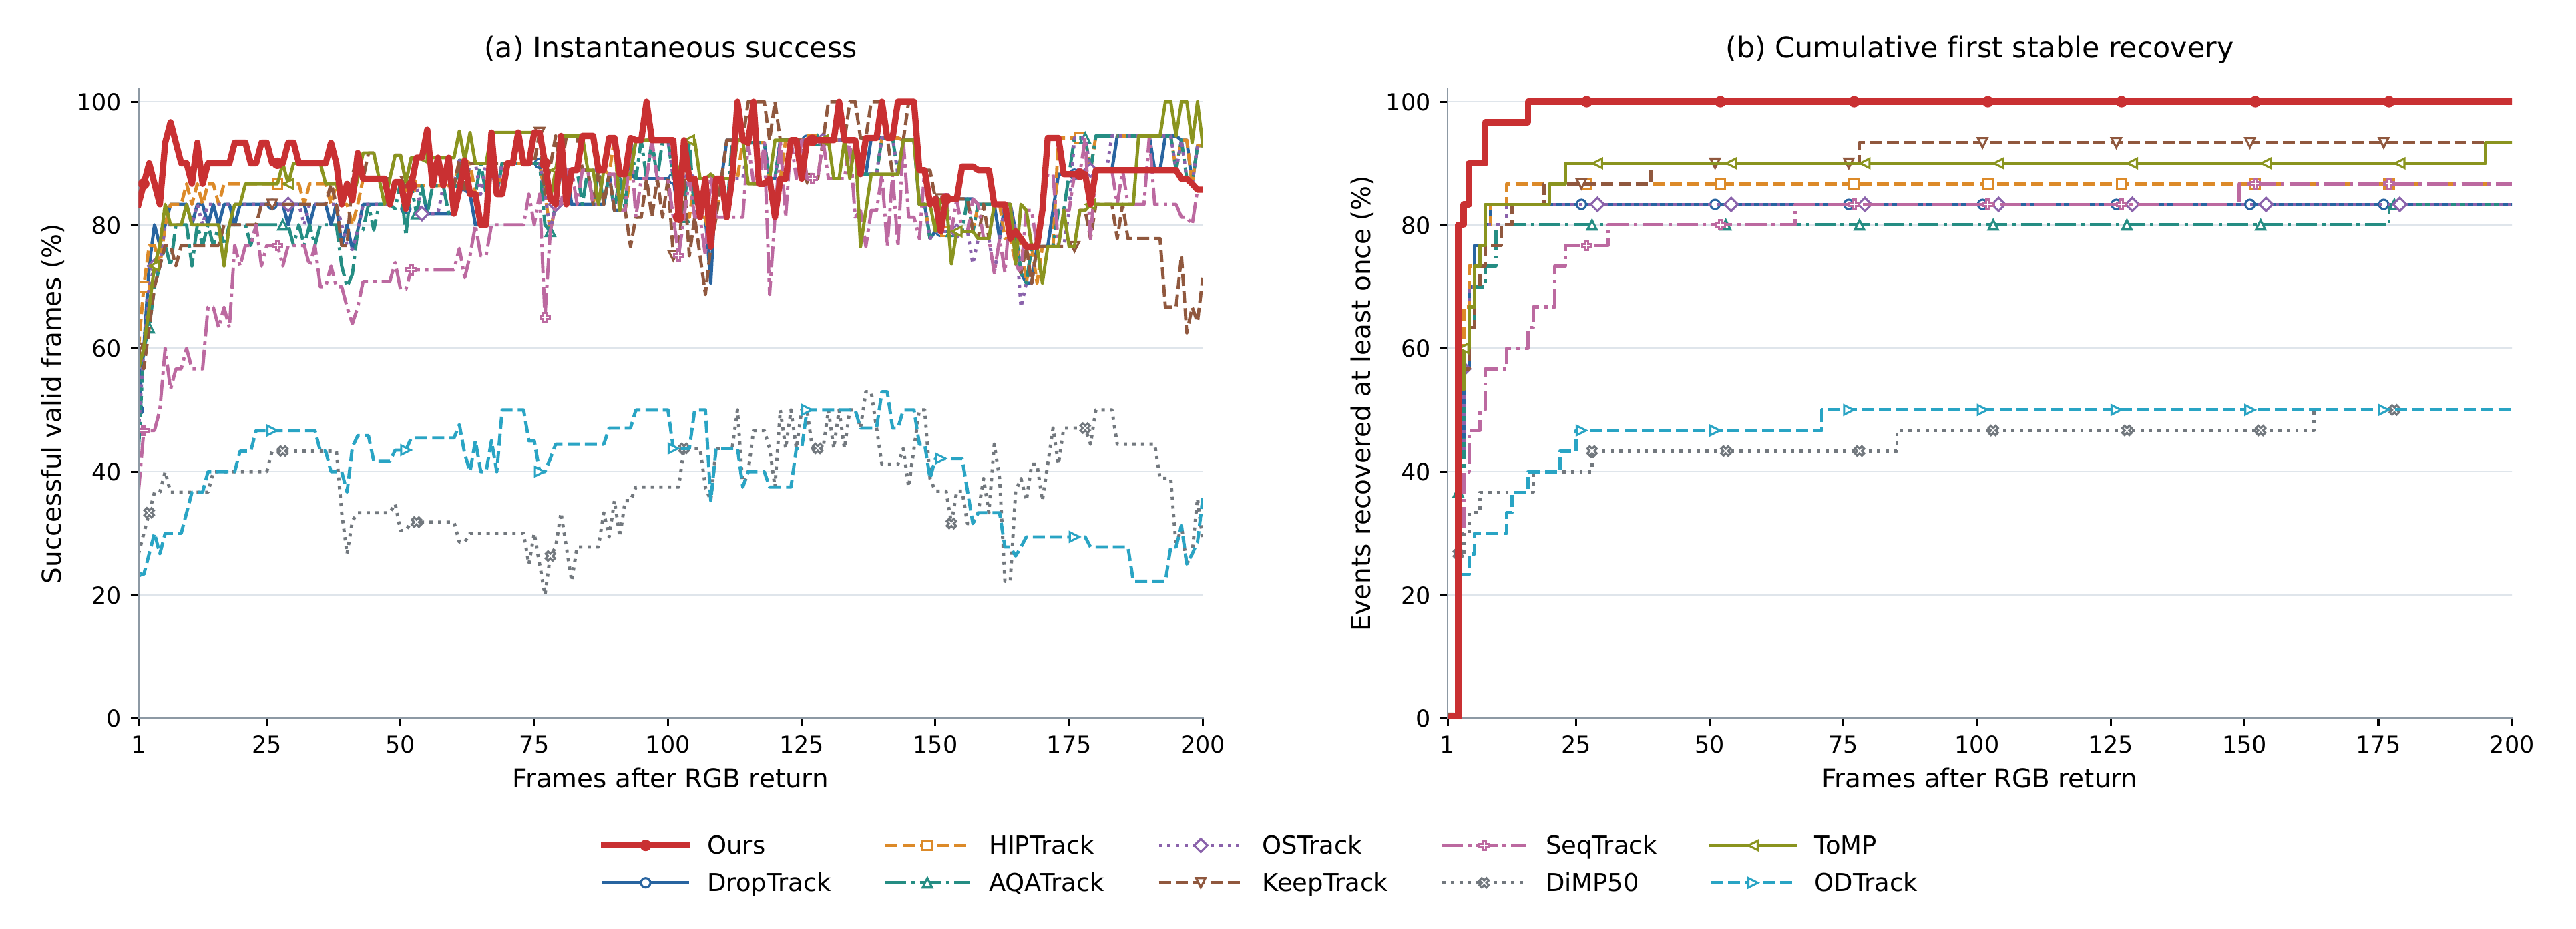 (a) Instantaneous success
(b) Cumulative first stable recovery
Successful valid frames (%)
100
80
60
40
20
0
1 25 50 75 100 125 150 175 200
Frames after RGB return
Events recovered at least once (%)
100
80
60
40
20
0
1 25 50 75 100 125 150 175 200
Frames after RGB return
Ours HIPTrack OSTrack SeqTrack ToMP
DropTrack AQATrack KeepTrack DiMP50 ODTrack